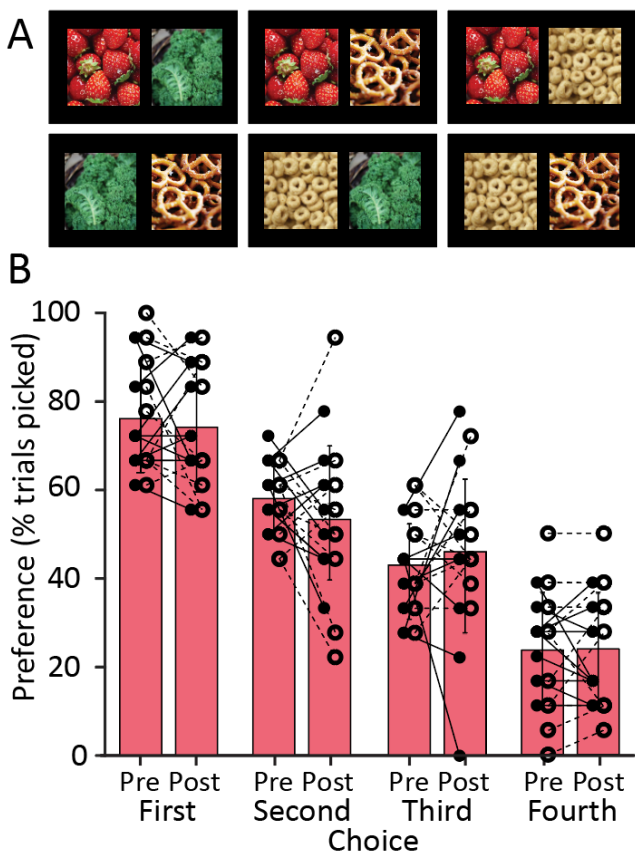 A
B
Preference (% trials picked)
100
80
60
40
20
0
Pre Post Pre Post Pre Post Pre Post
First Second Third Fourth
Choice